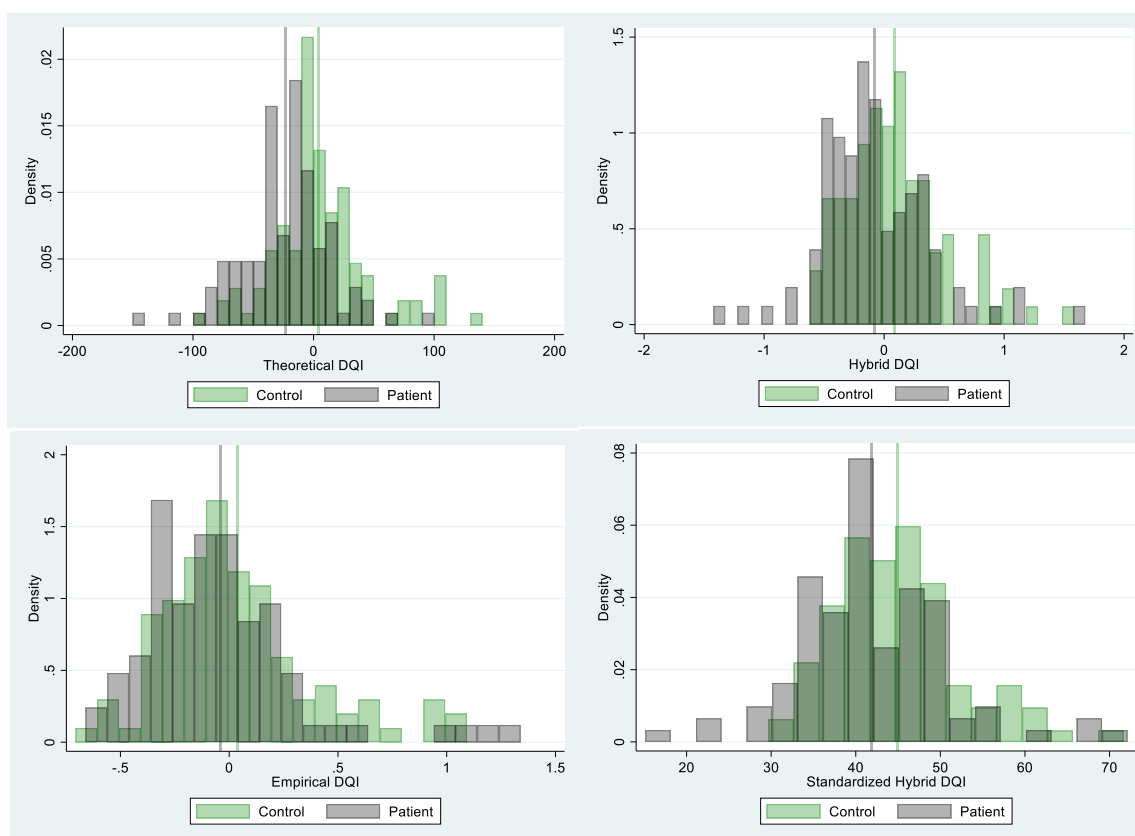 Density
.02
.015
.01
.005
0
-200
-100
0
100
200
Theoretical DQI
Control
Patient
Density
1.5
1
.5
0
-2
-1
0
1
2
Hybrid DQI
Control
Patient
Density
2
1.5
1
.5
0
-.5
0
.5
1
1.5
Empirical DQI
Control
Patient
Density
.08
.06
.04
.02
0
20
30
40
50
60
70
Standardized Hybrid DQI
Control
Patient